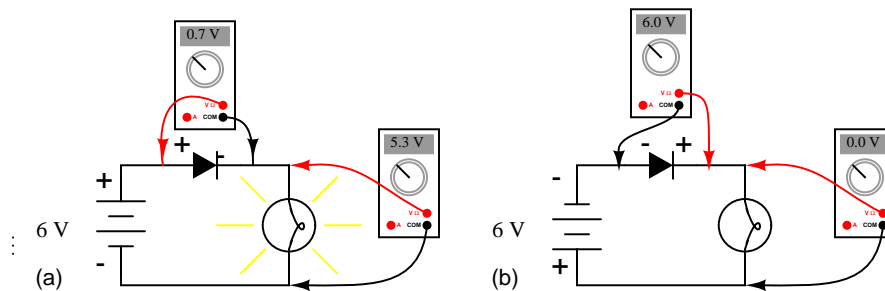 0.7 V
V Ω
A COM
+ -
5.3 V
V Ω
A COM
+
6 V
-
(a)
6.0 V
V Ω
A COM
- +
0.0 V
V Ω
A COM
-
6 V
+
(b)